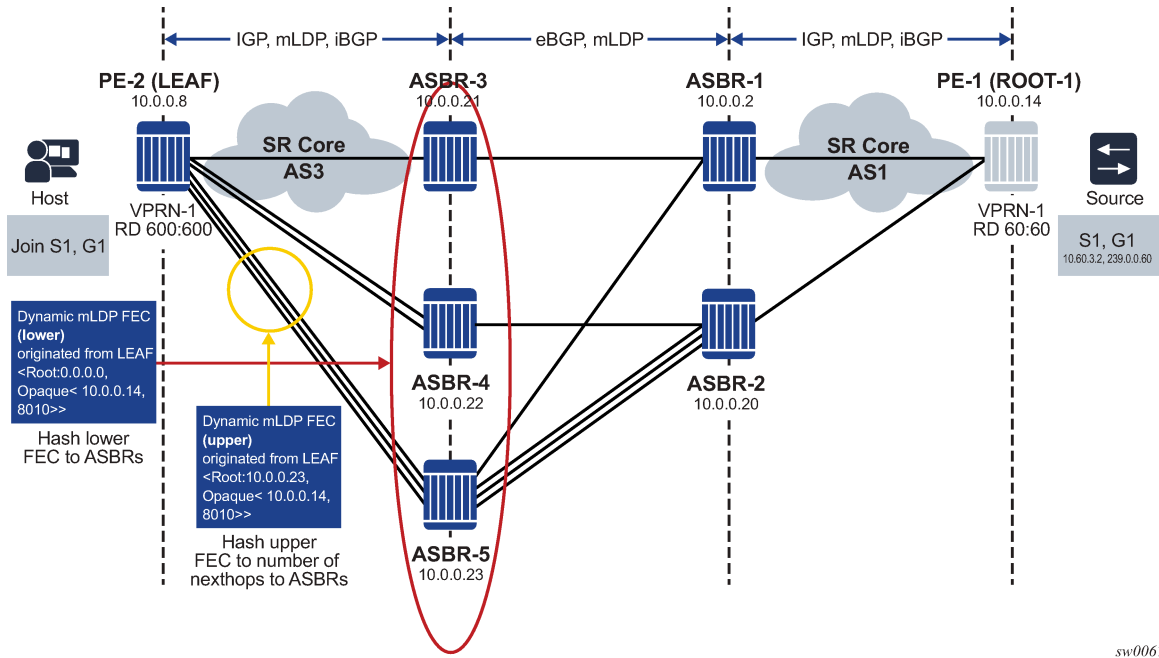 IGP, mLDP, iBGP
eBGP, mLDP
IGP, mLDP, iBGP
PE-2 (LEAF)
10.0.0.8
ASBR-3
10.0.0.21
ASBR-1
10.0.0.2
PE-1 (ROOT-1)
10.0.0.14
SR Core
AS3
SR Core
AS1
Host
Source
VPRN-1
RD 600:600
VPRN-1
RD 60:60
Join S1, G1
S1, G1
10.60.3.2, 239.0.0.60
Dynamic mLDP FEC
(lower)
originated from LEAF
<Root:0.0.0.0,
Opaque< 10.0.0.14,
8010>>
Hash lower
FEC to ASBRs
ASBR-4
10.0.0.22
ASBR-2
10.0.0.20
Dynamic mLDP FEC
(upper)
originated from LEAF
<Root:10.0.0.23,
Opaque< 10.0.0.14,
8010>>
Hash upper
FEC to number of
nexthops to ASBRs
ASBR-5
10.0.0.23
sw006